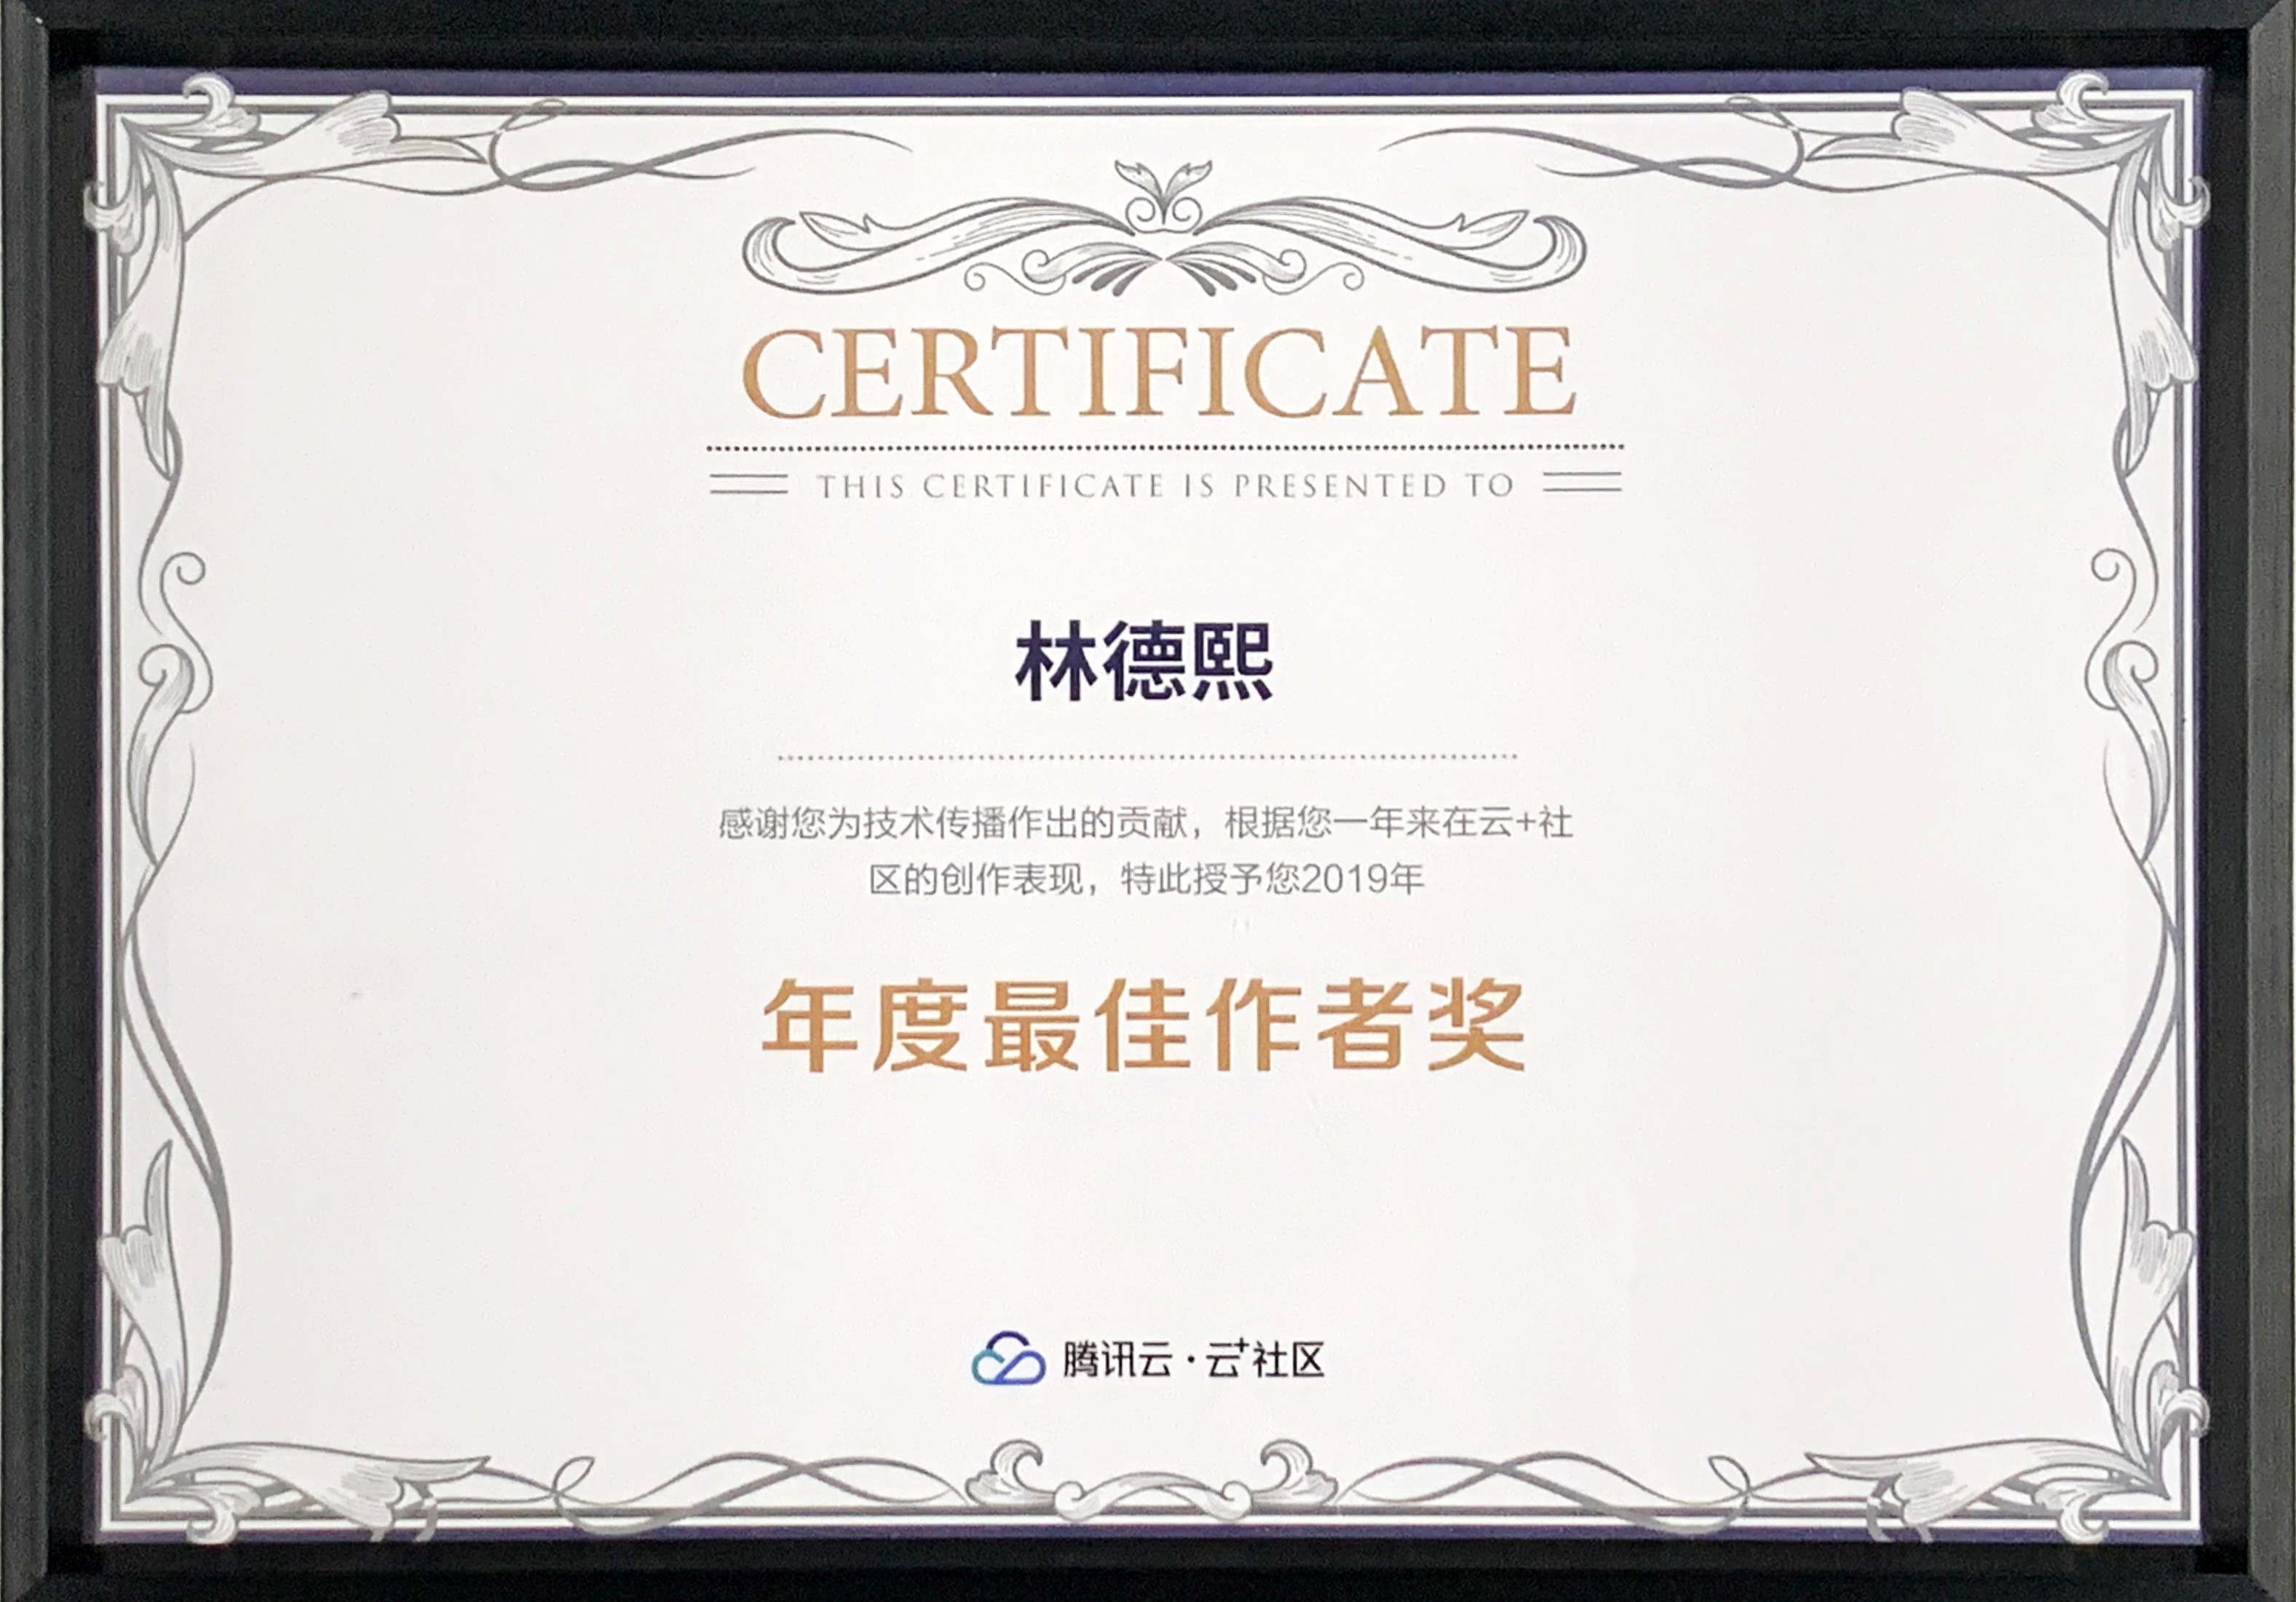 CERTIFICATE
THIS CERTIFICATE IS PRESENTED TO
林德熙
感谢您为技术传播作出的贡献，根据您一年来在云+社
区的创作表现，特此授予您2019年
年度最佳作者奖
腾讯云·云+社区